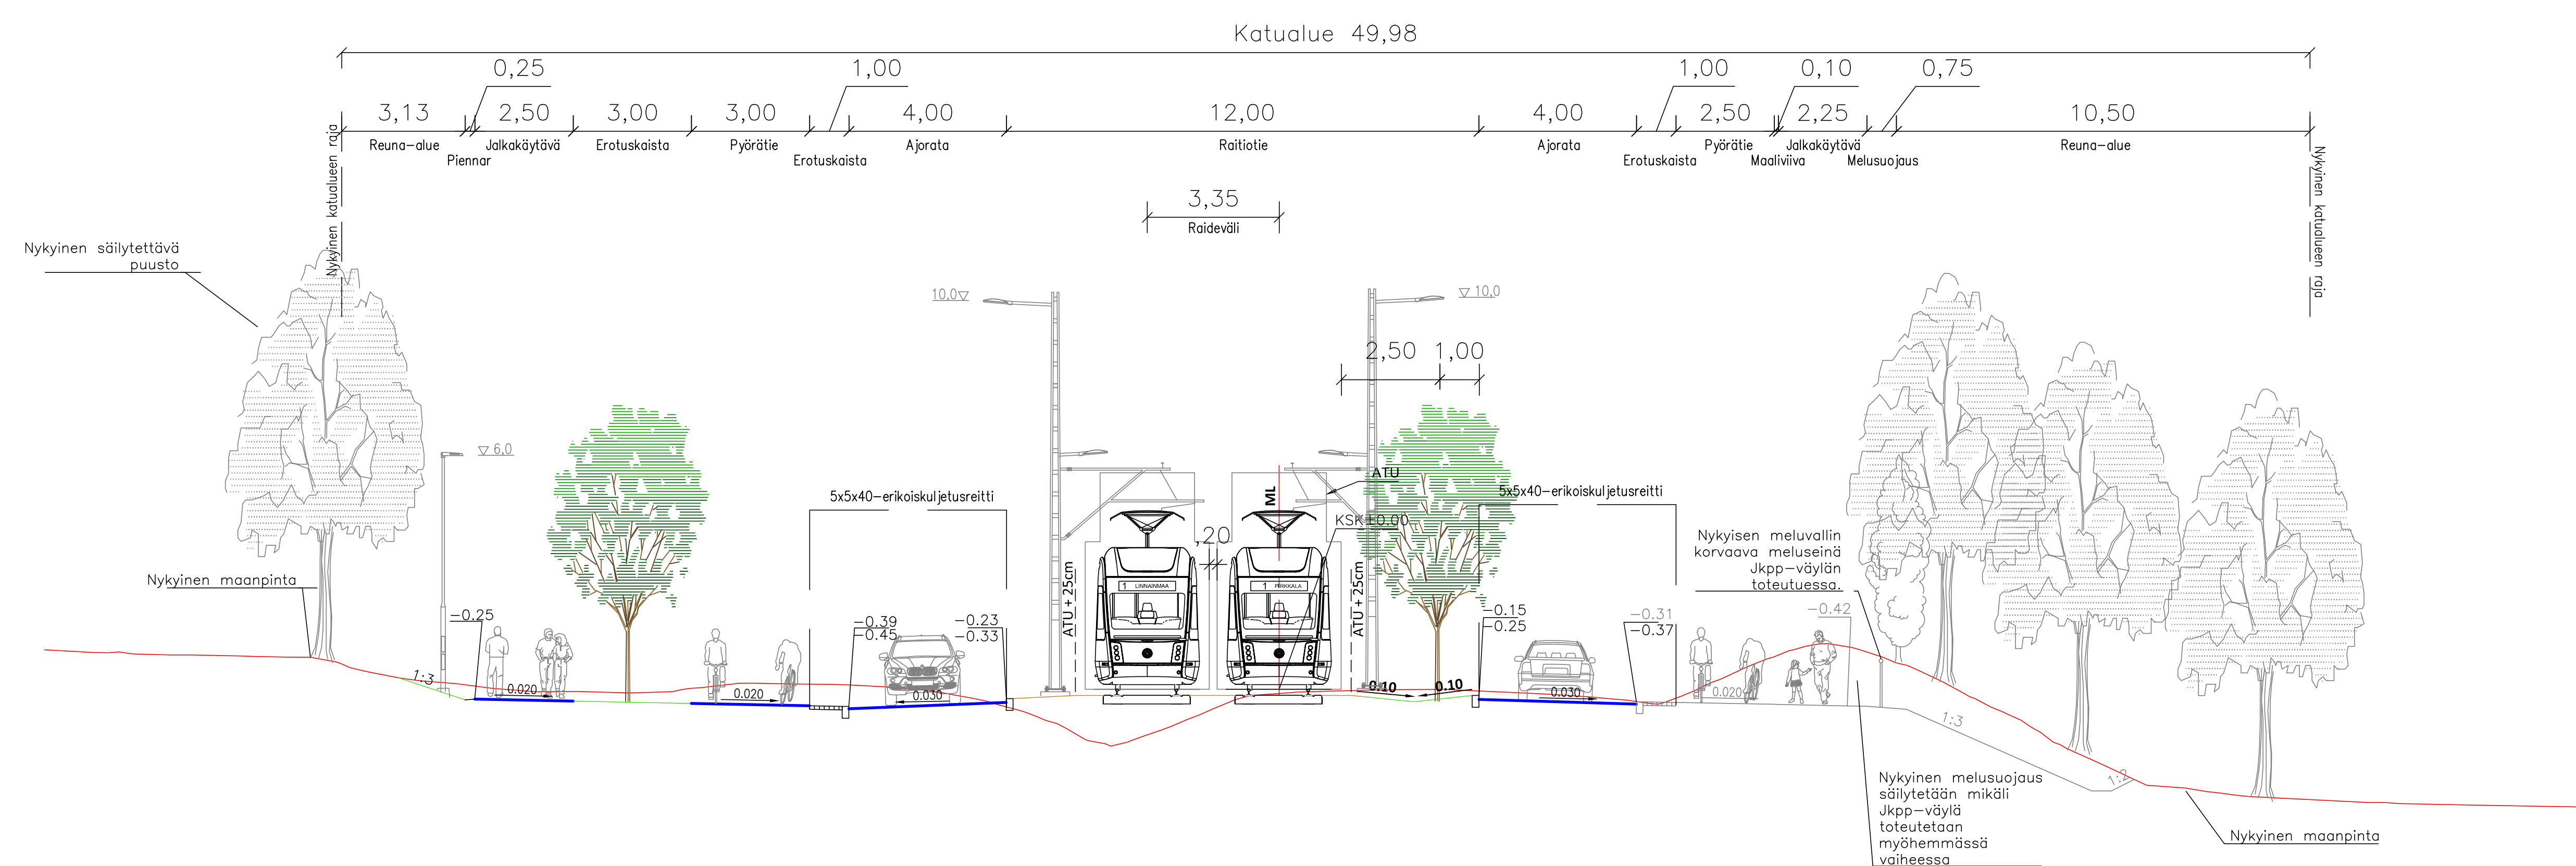 Katualue 49,98
0,25
1,00
1,00
0,10
0,75
3,13
2,50
3,00
3,00
4,00
12,00
4,00
2,50
2,25
10,50
Reuna-alue
Jalkakäytävä
Erotuskaista
Pyörätie
Ajorata
Raitiotie
Ajorata
Pyörätie
Jalkakäytävä
Reuna-alue
Piennar
Erotuskaista
Erotuskaista
Maaliviiva
Melusuojaus
Nykyinen katualueen raja
Nykyinen katualueen raja
3,35
Raideväli
Nykyinen säilytettävä
puusto
10,0
10,0
2,50
1,00
6,0
ATU
5x5x40-erikoiskuljetusreitti
5x5x40-erikoiskuljetusreitti
ML
KSK±0.00
,20
Nykyisen meluvallin
korvaava meluseinä
Jkpp-väylän
toteutuessa.
Nykyinen maanpinta
ATU + 25cm
ATU + 25cm
1 LINNAINMAA
1 PIRKKALA
-0.25
-0.39
-0.45
-0.23
-0.33
-0.15
-0.25
-0.31
-0.37
-0.42
1:3
0.020
0.020
0.030
0.10
0.10
0.030
0.020
1:3
1:2
Nykyinen melusuojaus
säilytetään mikäli
Jkpp-väylä
toteutetaan
myöhemmässä
vaiheessa
Nykyinen maanpinta